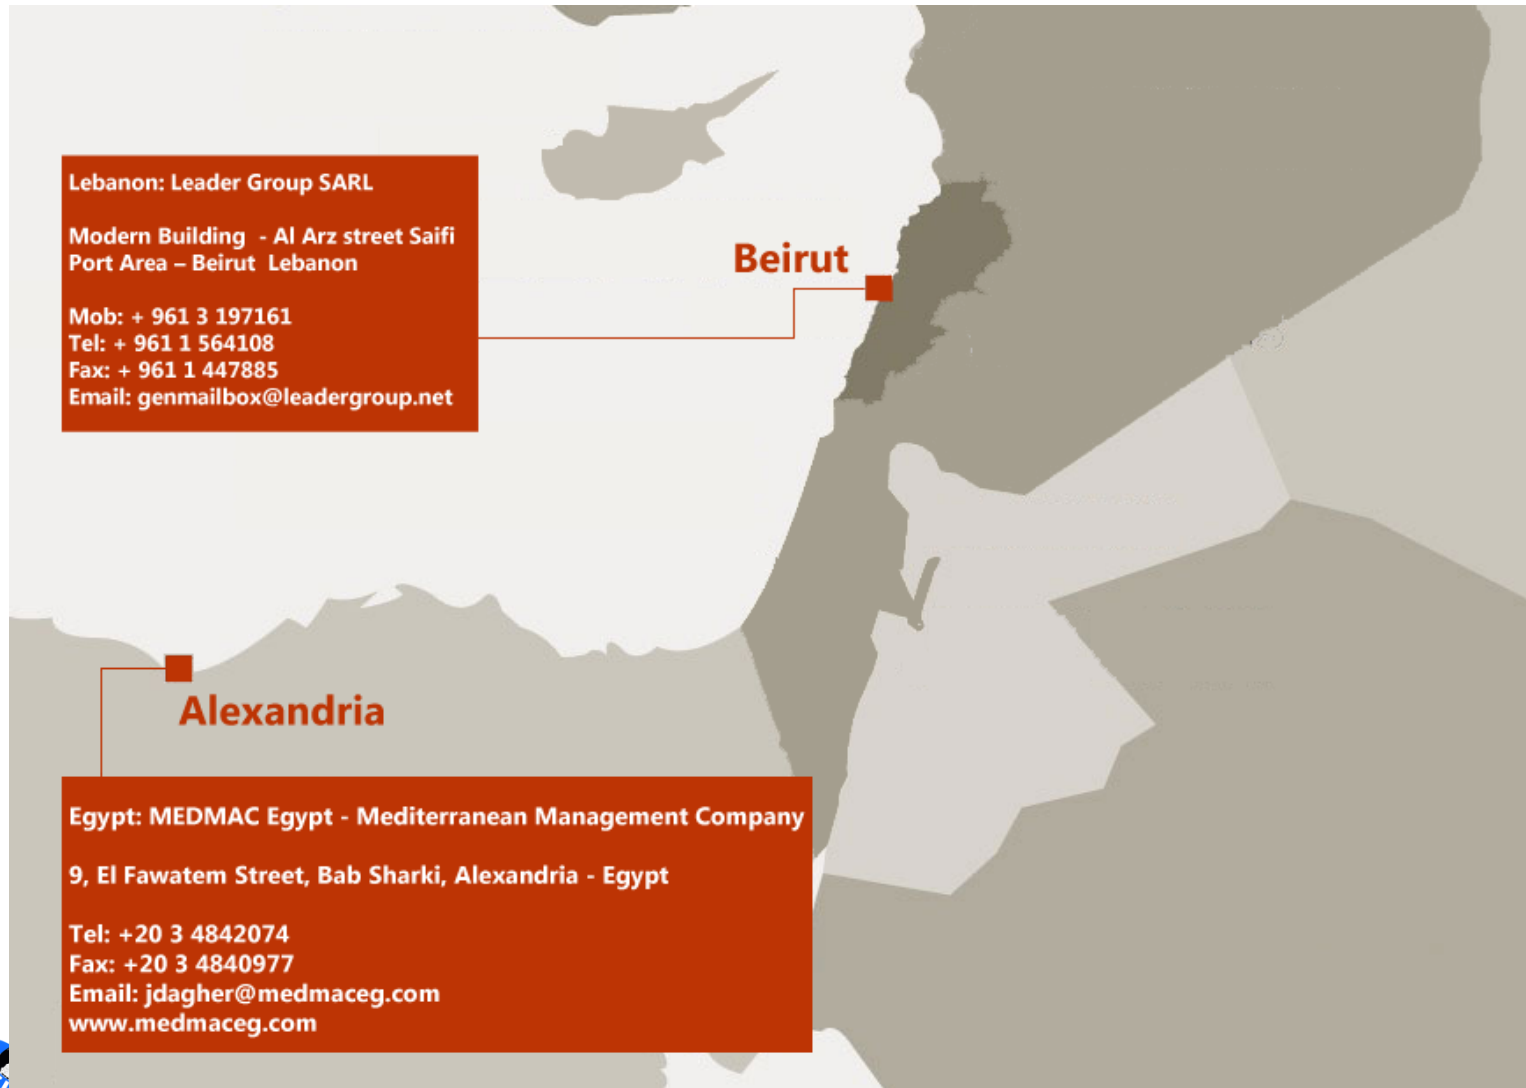 Lebanon: Leader Group SARL
Modern Building - Al Arz street Saifi
Port Area – Beirut Lebanon
Mob: + 961 3 197161
Tel: + 961 1 564108
Fax: + 961 1 447885
Email: genmailbox@leadergroup.net
Beirut
Alexandria
Egypt: MEDMAC Egypt - Mediterranean Management Company
9, El Fawatem Street, Bab Sharki, Alexandria - Egypt
Tel: +20 3 4842074
Fax: +20 3 4840977
Email: jdagher@medmaceg.com
www.medmaceg.com